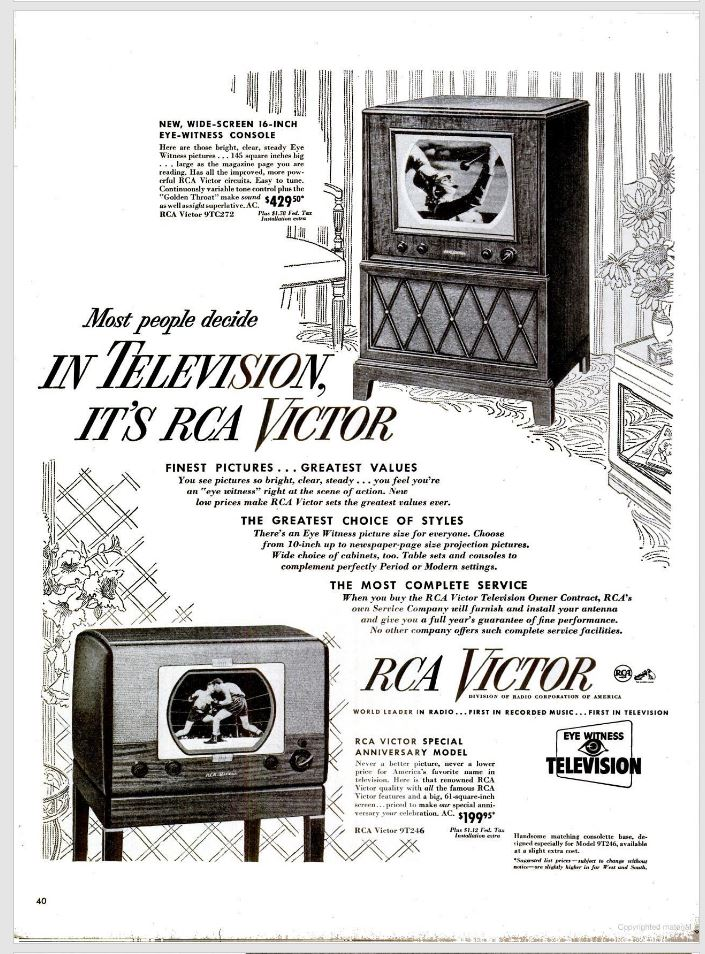 NEW, WIDE-SCREEN 16-INCH
EYE-WITNESS CONSOLE
Here are those bright, clear, steady Eye
Witness pictures . . . 145 square inches big
. . . large as the magazine page you are
reading. Has all the improved, more pow-
erful RCA Victor circuits. Easy to tune.
Continuously variable tone control plus the
"Golden Throat" make sound
as well as sight superlative. AC. $429 50*
RCA Victor 9TC272 Plus $1.70 Fed. Tax
Installation extra
Most people decide
IN TELEVISION,
IT'S RCA VICTOR
FINEST PICTURES . . . GREATEST VALUES
You see pictures so bright, clear, steady . . . you feel you're
an "eye witness" right at the scene of action. New
low prices make RCA Victor sets the greatest values ever.
THE GREATEST CHOICE OF STYLES
There's an Eye Witness picture size for everyone. Choose
from 10-inch up to newspaper-page size projection pictures.
Wide choice of cabinets, too. Table sets and consoles to
complement perfectly Period or Modern settings.
THE MOST COMPLETE SERVICE
When you buy the RCA Victor Television Owner Contract, RCA's
own Service Company will furnish and install your antenna
and give you a full year's guarantee of fine performance.
No other company offers such complete service facilities.
RCA VICTOR
RCA
DIVISION OF RADIO CORPORATION OF AMERICA
WORLD LEADER IN RADIO . . . FIRST IN RECORDED MUSIC . . . FIRST IN TELEVISION
RCA VICTOR SPECIAL
ANNIVERSARY MODEL
Never a better picture, never a lower
price for America's favorite name in
television. Here is that renowned RCA
Victor quality with all the famous RCA
Victor features and a big, 61-square-inch
screen . . . priced to make our special anni-
versary your celebration. AC. $199 95*
RCA Victor 9T246 Plus $1.12 Fed. Tax
Installation extra
EYE WITNESS
TELEVISION
RCA Victor
Handsome matching consolette base, de-
signed especially for Model 9T246, available
at a slight extra cost.
*Suggested list prices—subject to change without
notice—are slightly higher in far West and South.
40
Copyrighted material